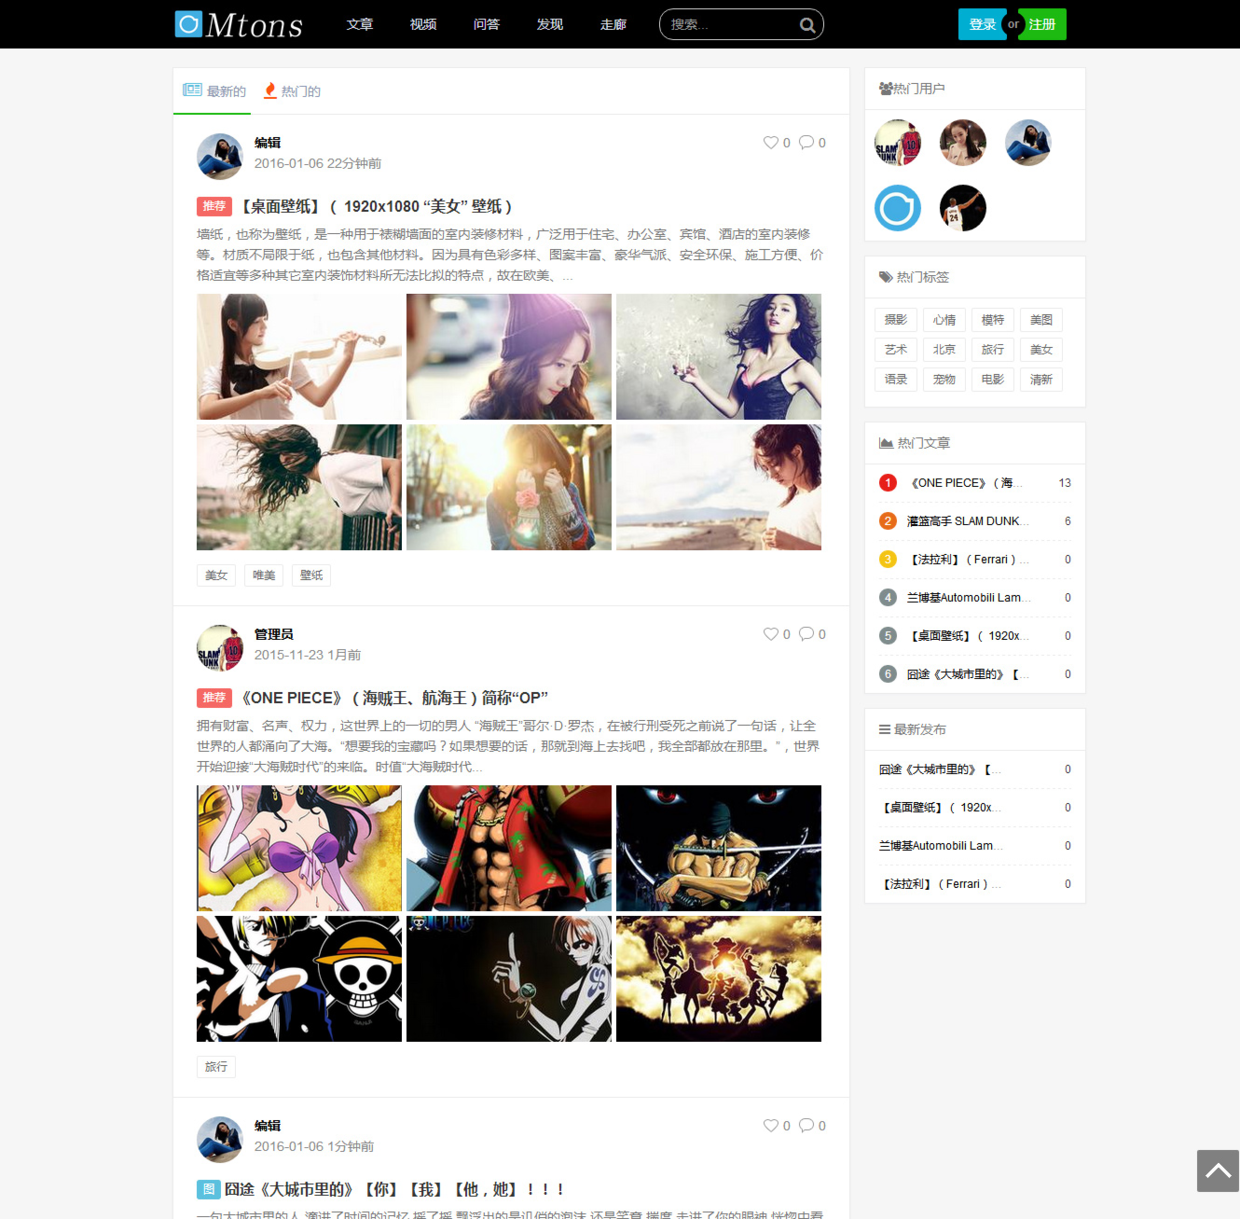 Mtons 文章 视频 问答 发现 走廊 搜索... 登录 or 注册
最新的 热门的
编辑 0 0
2016-01-06 22分钟前
推荐 【桌面壁纸】（ 1920x1080 “美女” 壁纸）
墙纸，也称为壁纸，是一种用于裱糊墙面的室内装修材料，广泛用于住宅、办公室、宾馆、酒店的室内装修
等。材质不局限于纸，也包含其他材料。因为具有色彩多样、图案丰富、豪华气派、安全环保、施工方便、价
格适宜等多种其它室内装饰材料所无法比拟的特点，故在欧美、...
美女 唯美 壁纸
管理员 0 0
2015-11-23 1月前
推荐 《ONE PIECE》（海贼王、航海王）简称“OP”
拥有财富、名声、权力，这世界上的一切的男人 “海贼王”哥尔·D·罗杰，在被行刑受死之前说了一句话，让全
世界的人都涌向了大海。“想要我的宝藏吗？如果想要的话，那就到海上去找吧，我全部都放在那里。”，世界
开始迎接“大海贼时代”的来临。时值“大海贼时代...
旅行
编辑 0 0
2016-01-06 1分钟前
图 囧途《大城市里的》【你】【我】【他，她】！！！
热门用户
SLAM
DUNK
10
24
热门标签
摄影 心情 模特 美图
艺术 北京 旅行 美女
语录 宠物 电影 清新
热门文章
1 《ONE PIECE》（海... 13
2 灌篮高手 SLAM DUNK... 6
3 【法拉利】（Ferrari）... 0
4 兰博基Automobili Lam... 0
5 【桌面壁纸】（ 1920x... 0
6 囧途《大城市里的》【... 0
最新发布
囧途《大城市里的》【... 0
【桌面壁纸】（ 1920x... 0
兰博基Automobili Lam... 0
【法拉利】（Ferrari）... 0